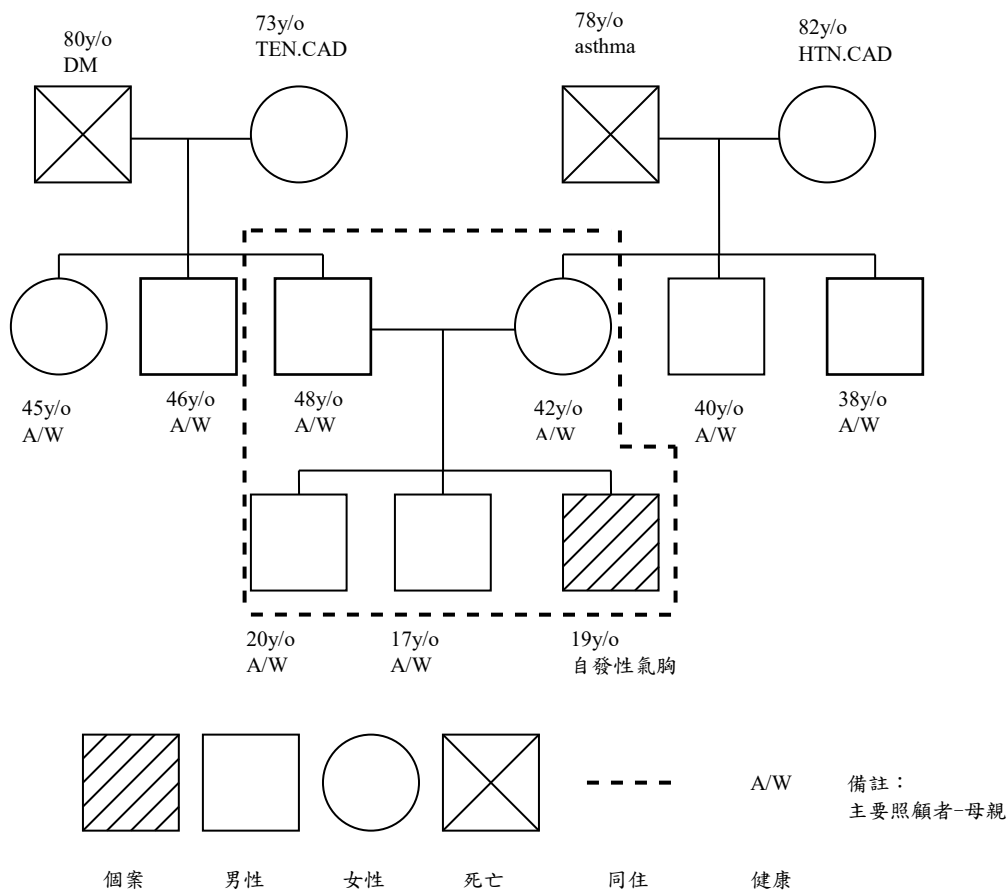 80y/o
DM
73y/o
TEN.CAD
78y/o
asthma
82y/o
HTN.CAD
45y/o
A/W
46y/o
A/W
48y/o
A/W
42y/o
A/W
40y/o
A/W
38y/o
A/W
20y/o
A/W
17y/o
A/W
19y/o
自發性氣胸
A/W
備註：
主要照顧者-母親
個案
男性
女性
死亡
同住
健康